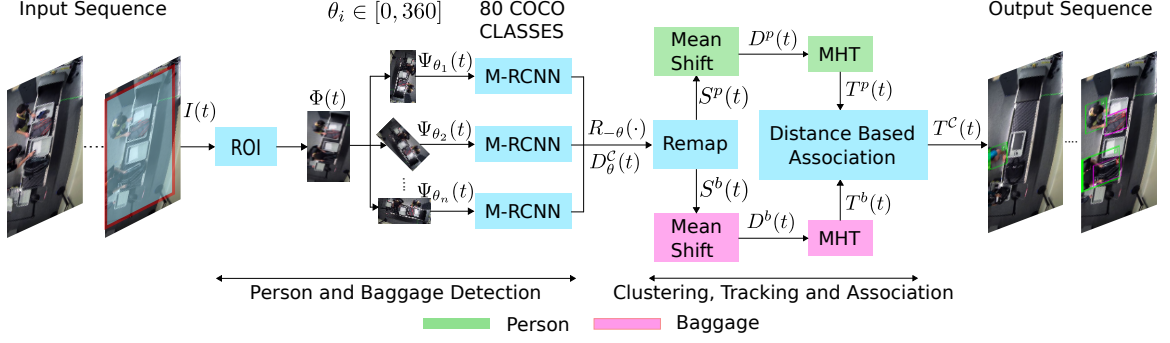 Input Sequence
θ_i ∈ [0, 360]
80 COCO
CLASSES
Output Sequence
I(t)
ROI
Φ(t)
Ψ_θ₁(t)
M-RCNN
Ψ_θ₂(t)
M-RCNN
Ψ_θₙ(t)
M-RCNN
R_−θ(·)
D_θ^C(t)
Mean
Shift
D^p(t)
MHT
S^p(t)
T^p(t)
Remap
Distance Based
Association
T^C(t)
S^b(t)
T^b(t)
Mean
Shift
D^b(t)
MHT
Person and Baggage Detection
Clustering, Tracking and Association
Person
Baggage